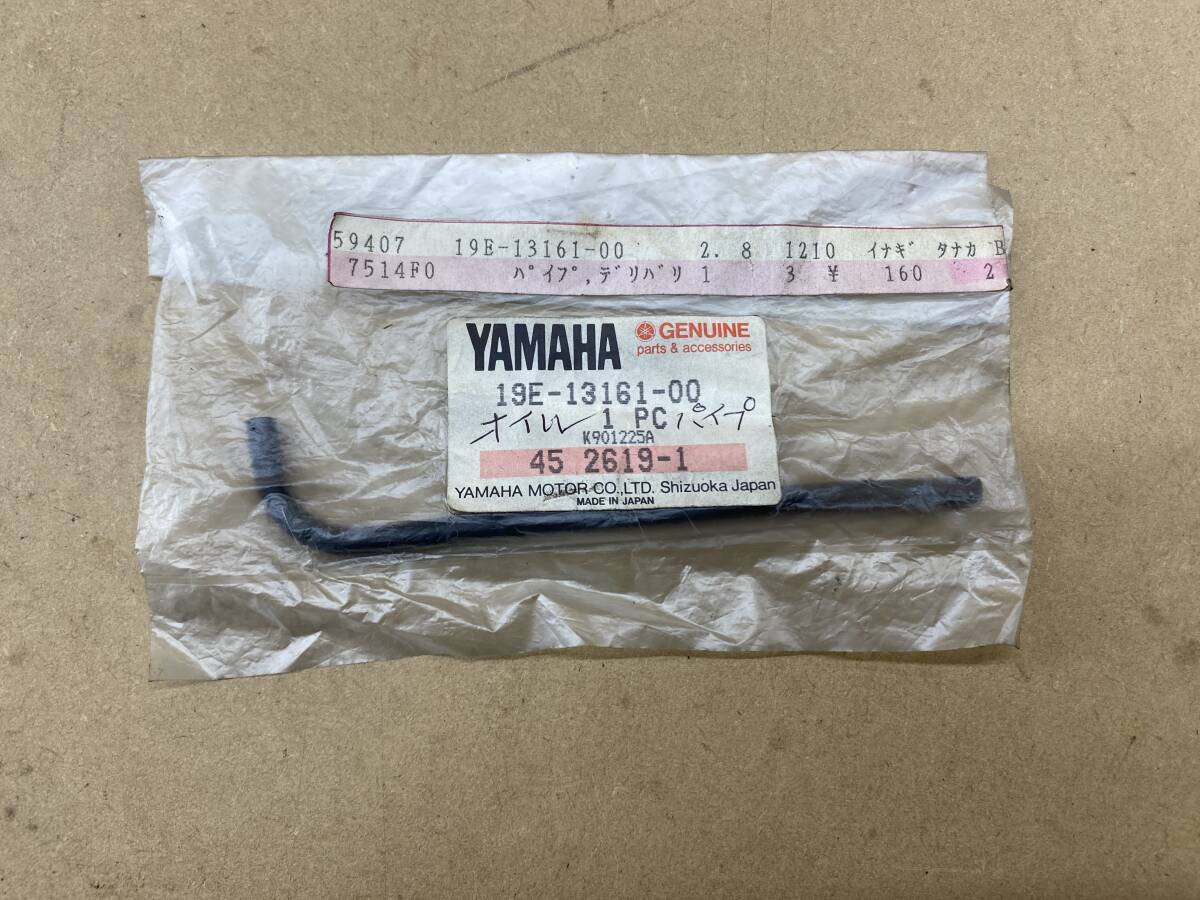 59407 19E-13161-00 2. 8 1210 イナギ タナカ B
7514F0 パイプ,デリバリ 1 3 ¥ 160 2
YAMAHA GENUINE
parts & accessories
19E-13161-00
オイル 1 PC パイプ
K901225A
45 2619-1
YAMAHA MOTOR CO.,LTD. Shizuoka Japan
MADE IN JAPAN